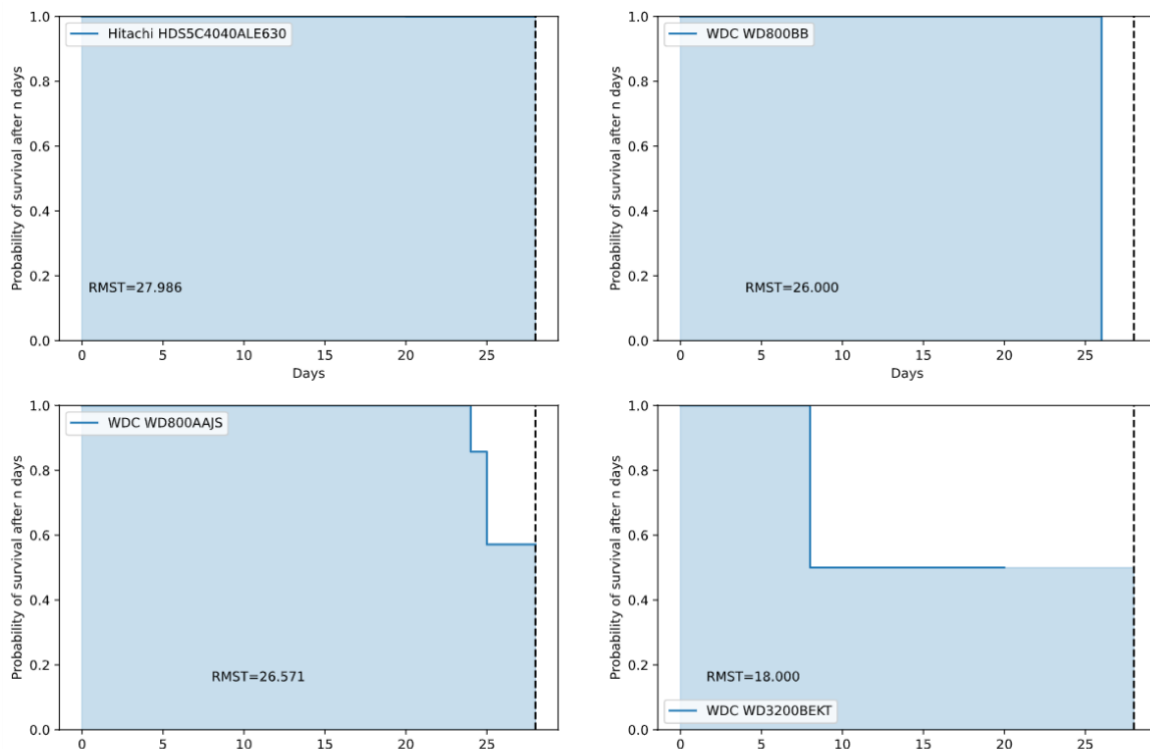 1.0
0.8
0.6
0.4
0.2
0.0
Probability of survival after n days
Hitachi HDS5C4040ALE630
RMST=27.986
0 5 10 15 20 25
Days
1.0
0.8
0.6
0.4
0.2
0.0
Probability of survival after n days
WDC WD800BB
RMST=26.000
0 5 10 15 20 25
Days
1.0
0.8
0.6
0.4
0.2
0.0
Probability of survival after n days
WDC WD800AAJS
RMST=26.571
0 5 10 15 20 25
1.0
0.8
0.6
0.4
0.2
0.0
Probability of survival after n days
RMST=18.000
WDC WD3200BEKT
0 5 10 15 20 25